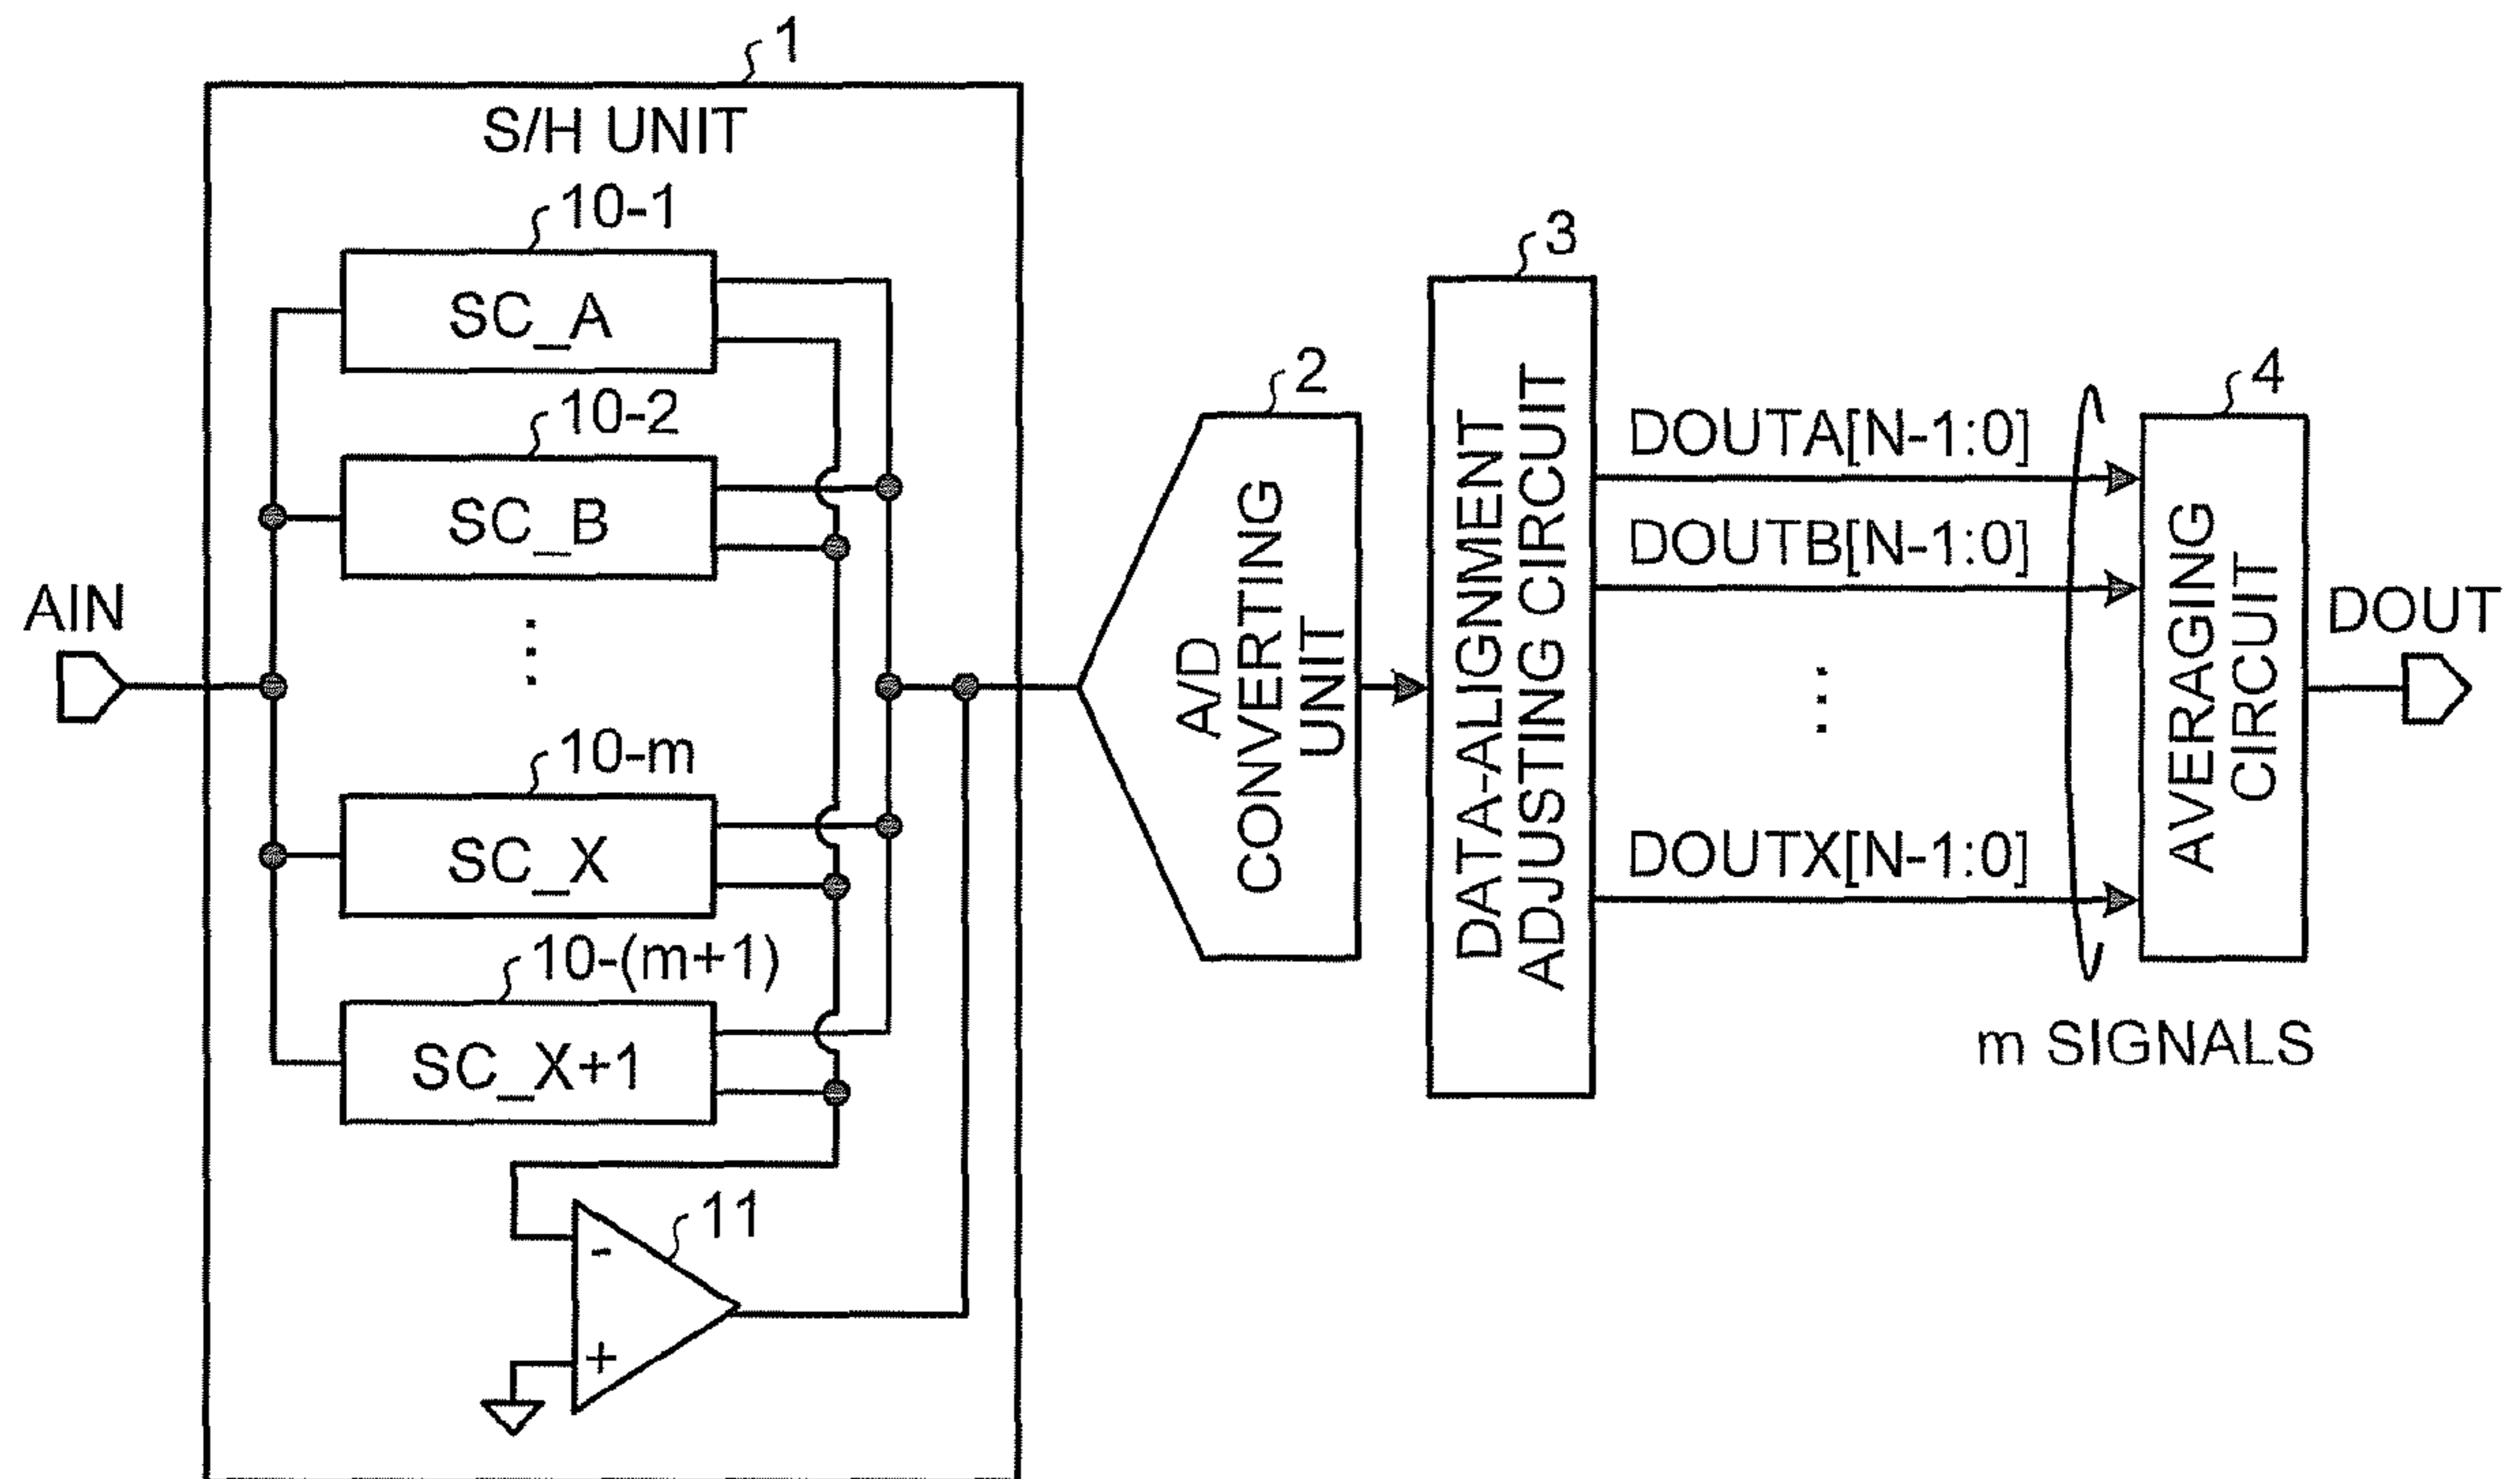 1
S/H UNIT
10-1
SC_A
10-2
SC_B
⋮
10-m
SC_X
10-(m+1)
SC_X+1
11
-
+
AIN
2
A/D
CONVERTING
UNIT
3
DATA-ALIGNMENT
ADJUSTING CIRCUIT
DOUTA[N-1:0]
DOUTB[N-1:0]
⋮
DOUTX[N-1:0]
m SIGNALS
4
AVERAGING
CIRCUIT
DOUT